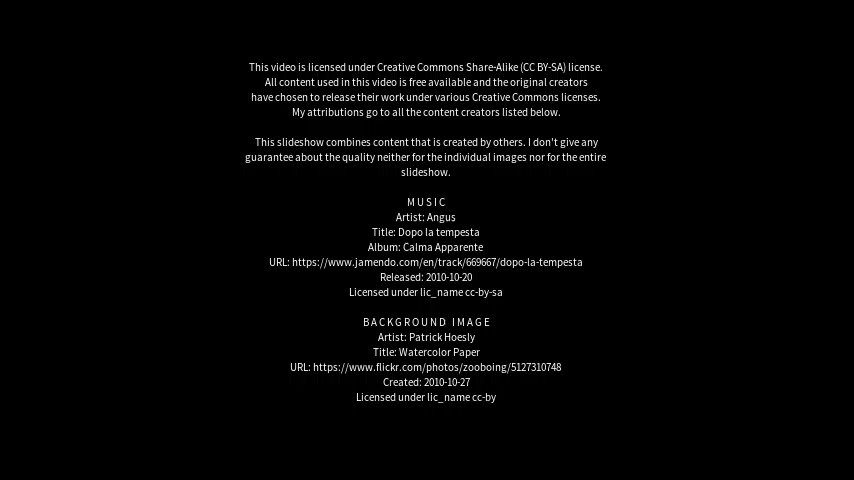 This video is licensed under Creative Commons Share-Alike (CC BY-SA) license.
All content used in this video is free available and the original creators
have chosen to release their work under various Creative Commons licenses.
My attributions go to all the content creators listed below.
This slideshow combines content that is created by others. I don't give any
guarantee about the quality neither for the individual images nor for the entire
slideshow.
MUSIC
Artist: Angus
Title: Dopo la tempesta
Album: Calma Apparente
URL: https://www.jamendo.com/en/track/669667/dopo-la-tempesta
Released: 2010-10-20
Licensed under lic_name cc-by-sa
BACKGROUND IMAGE
Artist: Patrick Hoesly
Title: Watercolor Paper
URL: https://www.flickr.com/photos/zooboing/5127310748
Created: 2010-10-27
Licensed under lic_name cc-by